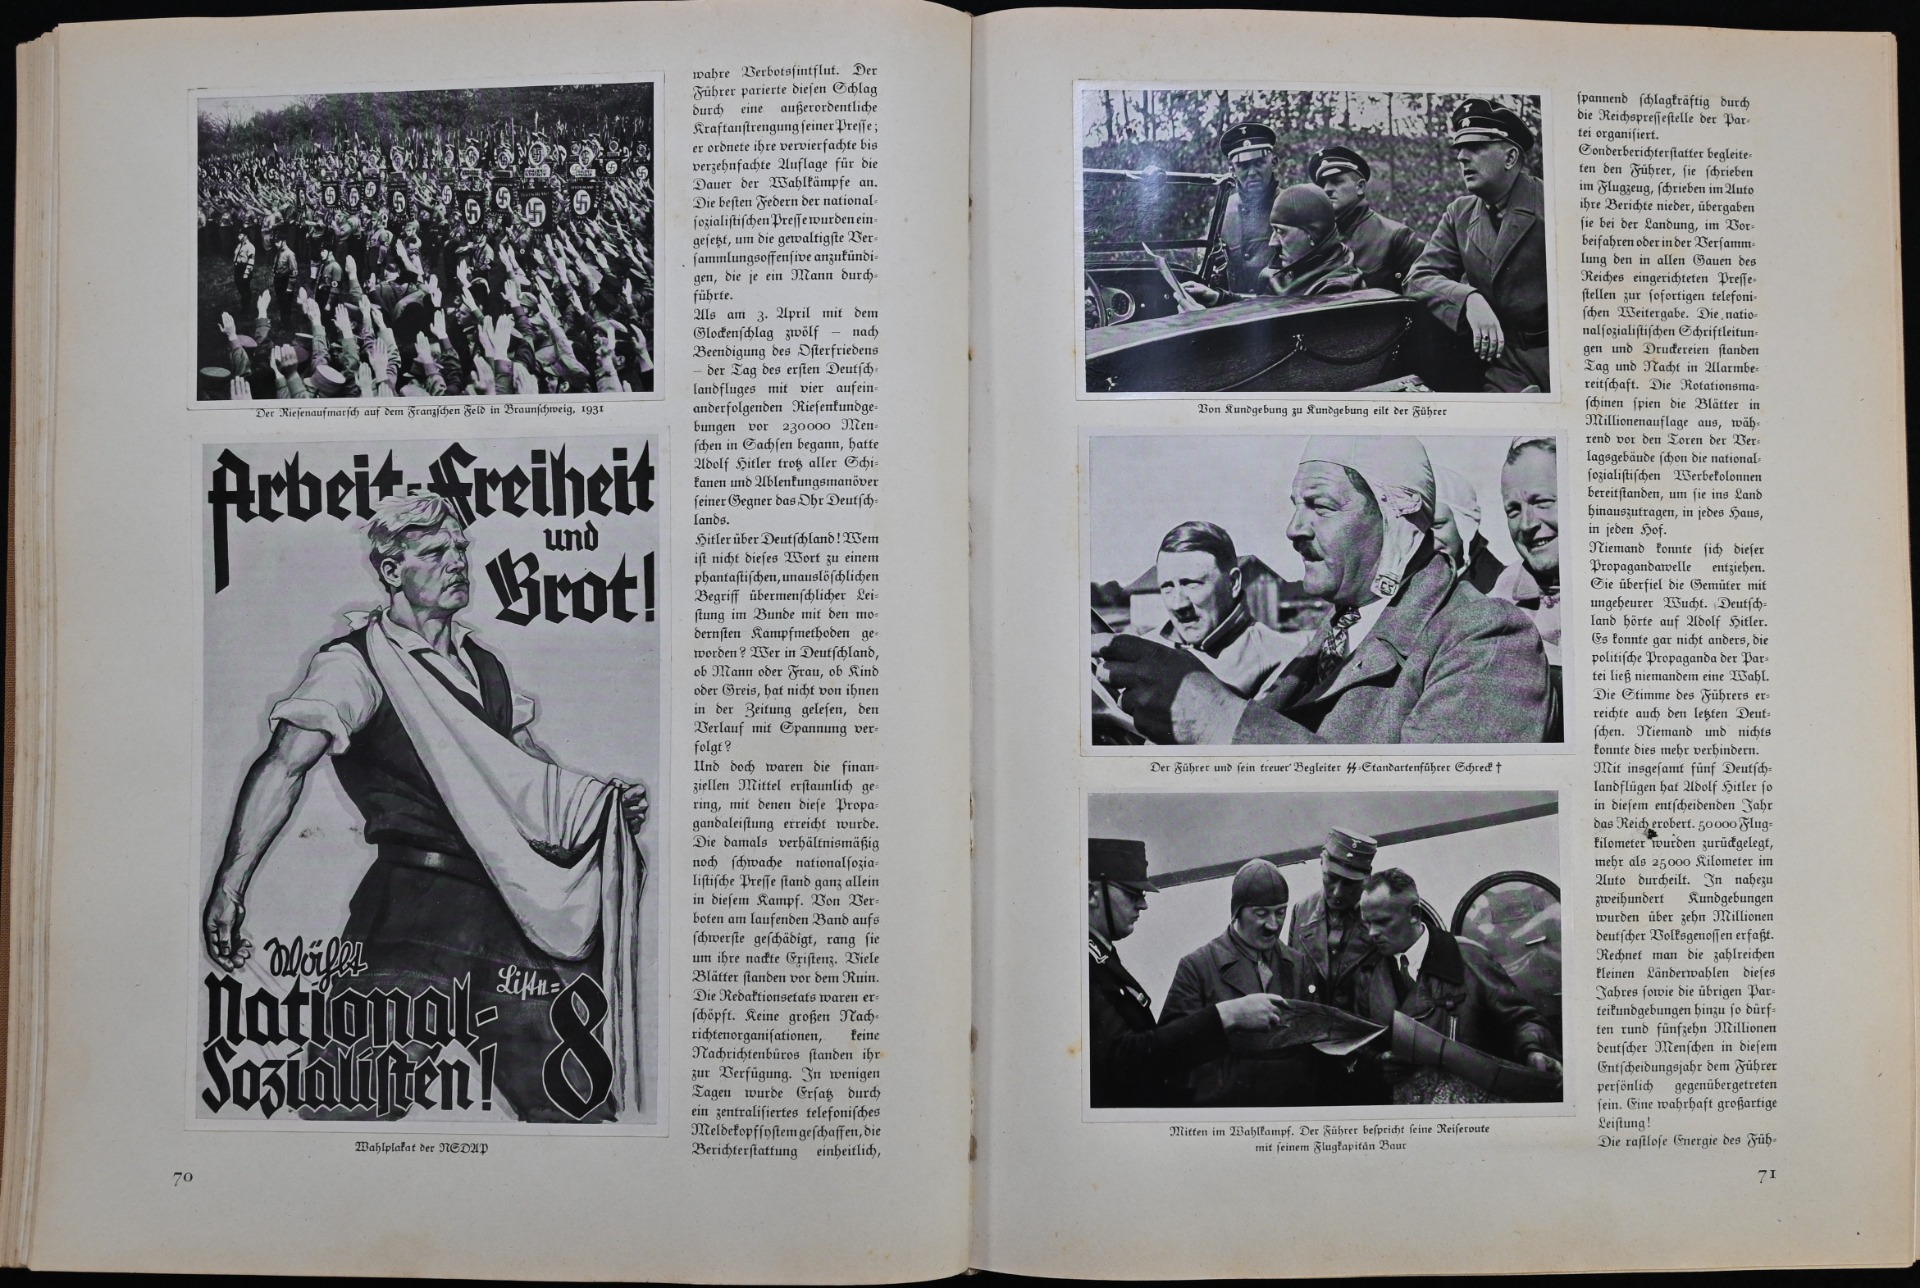 wahre Verbotsſintflut. Der
Führer parierte dieſen Schlag
durch eine außerordentliche
Kraftanſtrengung ſeiner Preſſe;
er ordnete ihre vervierfachte bis
verzehnfachte Auflage für die
Dauer der Wahlkämpfe an.
Die beſten Federn der national-
ſozialiſtiſchen Preſſe wurden ein-
geſetzt, um die gewaltigſte Ver-
ſammlungsoffenſive anzukündi-
gen, die je ein Mann durch-
führte.
Als am 3. April mit dem
Glockenſchlag zwölf – nach
Beendigung des Oſterfriedens
– der Tag des erſten Deutſch-
landfluges mit vier aufein-
anderfolgenden Rieſenkundge-
bungen vor 230000 Men-
ſchen in Sachſen begann, hatte
Adolf Hitler trotz aller Schi-
kanen und Ablenkungsmanöver
ſeiner Gegner das Ohr Deutſch-
lands.
Hitler über Deutſchland! Wem
iſt nicht dieſes Wort zu einem
phantaſtiſchen, unauslöſchlichen
Begriff übermenſchlicher Lei-
ſtung im Bunde mit den mo-
dernſten Kampfmethoden ge-
worden? Wer in Deutſchland,
ob Mann oder Frau, ob Kind
oder Greis, hat nicht von ihnen
in der Zeitung geleſen, den
Verlauf mit Spannung ver-
folgt?
Und doch waren die finan-
ziellen Mittel erſtaunlich ge-
ring, mit denen dieſe Propa-
gandaleiſtung erreicht wurde.
Die damals verhältnismäßig
noch ſchwache nationalſozia-
liſtiſche Preſſe ſtand ganz allein
in dieſem Kampf. Von Ver-
boten am laufenden Band aufs
ſchwerſte geſchädigt, rang ſie
um ihre nackte Exiſtenz. Viele
Blätter ſtanden vor dem Ruin.
Die Redaktionsetats waren er-
ſchöpft. Keine großen Nach-
richtenorganiſationen, keine
Nachrichtenbüros ſtanden ihr
zur Verfügung. In wenigen
Tagen wurde Erſatz durch
ein zentraliſiertes telefoniſches
Meldekopfſyſtem geſchaffen, die
Berichterſtattung einheitlich,
Der Rieſenaufmarſch auf dem Franzſchen Feld in Braunſchweig, 1931
Arbeit-Freiheit
und
Brot!
Wählt
Liſte-
National-
Sozialiſten! 8
Wahlplakat der NSDAP
70
Von Kundgebung zu Kundgebung eilt der Führer
Der Führer und ſein treuer Begleiter ᛋᛋ-Standartenführer Schreck †
Mitten im Wahlkampf. Der Führer beſpricht ſeine Reiſeroute
mit ſeinem Flugkapitän Baur
ſpannend ſchlagkräftig durch
die Reichspreſſeſtelle der Par-
tei organiſiert.
Sonderberichterſtatter begleite-
ten den Führer, ſie ſchrieben
im Flugzeug, ſchrieben im Auto
ihre Berichte nieder, übergaben
ſie bei der Landung, im Vor-
beifahren oder in der Verſamm-
lung den in allen Gauen des
Reiches eingerichteten Preſſe-
ſtellen zur ſofortigen telefoni-
ſchen Weitergabe. Die natio-
nalſozialiſtiſchen Schriftleitun-
gen und Druckereien ſtanden
Tag und Nacht in Alarmbe-
reitſchaft. Die Rotationsma-
ſchinen ſpien die Blätter in
Millionenauflage aus, wäh-
rend vor den Toren der Ver-
lagsgebäude ſchon die national-
ſozialiſtiſchen Werbekolonnen
bereitſtanden, um ſie ins Land
hinauszutragen, in jedes Haus,
in jeden Hof.
Niemand konnte ſich dieſer
Propagandawelle entziehen.
Sie überfiel die Gemüter mit
ungeheurer Wucht. Deutſch-
land hörte auf Adolf Hitler.
Es konnte gar nicht anders, die
politiſche Propaganda der Par-
tei ließ niemandem eine Wahl.
Die Stimme des Führers er-
reichte auch den letzten Deut-
ſchen. Niemand und nichts
konnte dies mehr verhindern.
Mit insgeſamt fünf Deutſch-
landflügen hat Adolf Hitler ſo
in dieſem entſcheidenden Jahr
das Reich erobert. 50000 Flug-
kilometer wurden zurückgelegt,
mehr als 25000 Kilometer im
Auto durcheilt. In nahezu
zweihundert Kundgebungen
wurden über zehn Millionen
deutſcher Volksgenoſſen erfaßt.
Rechnet man die zahlreichen
kleinen Länderwahlen dieſes
Jahres ſowie die übrigen Par-
teikundgebungen hinzu ſo dürf-
ten rund fünfzehn Millionen
deutſcher Menſchen in dieſem
Entſcheidungsjahr dem Führer
perſönlich gegenübergetreten
ſein. Eine wahrhaft großartige
Leiſtung!
Die raſtloſe Energie des Füh-
71